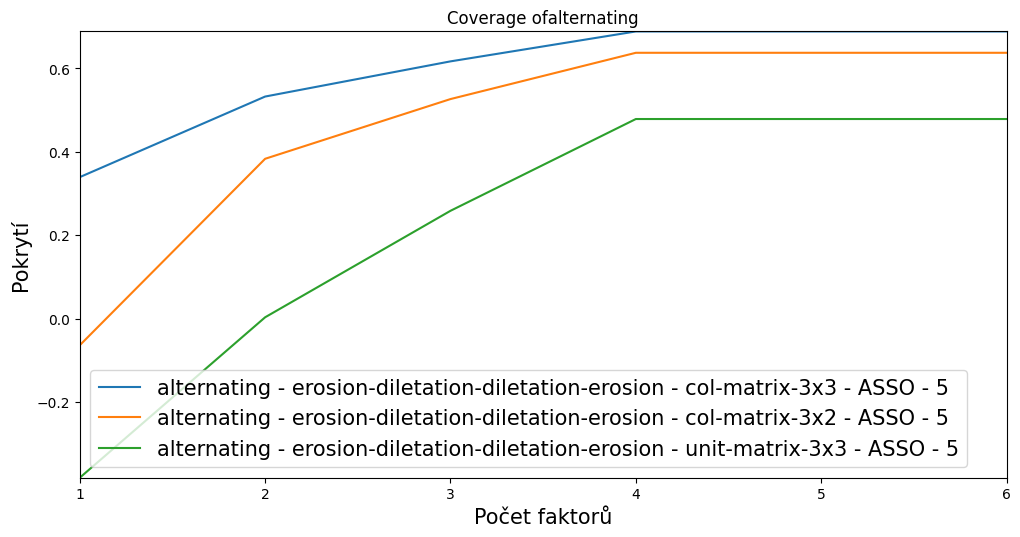 Coverage ofalternating
0.6
0.4
0.2
0.0
−0.2
Pokrytí
alternating - erosion-diletation-diletation-erosion - col-matrix-3x3 - ASSO - 5
alternating - erosion-diletation-diletation-erosion - col-matrix-3x2 - ASSO - 5
alternating - erosion-diletation-diletation-erosion - unit-matrix-3x3 - ASSO - 5
1 2 3 4 5 6
Počet faktorů